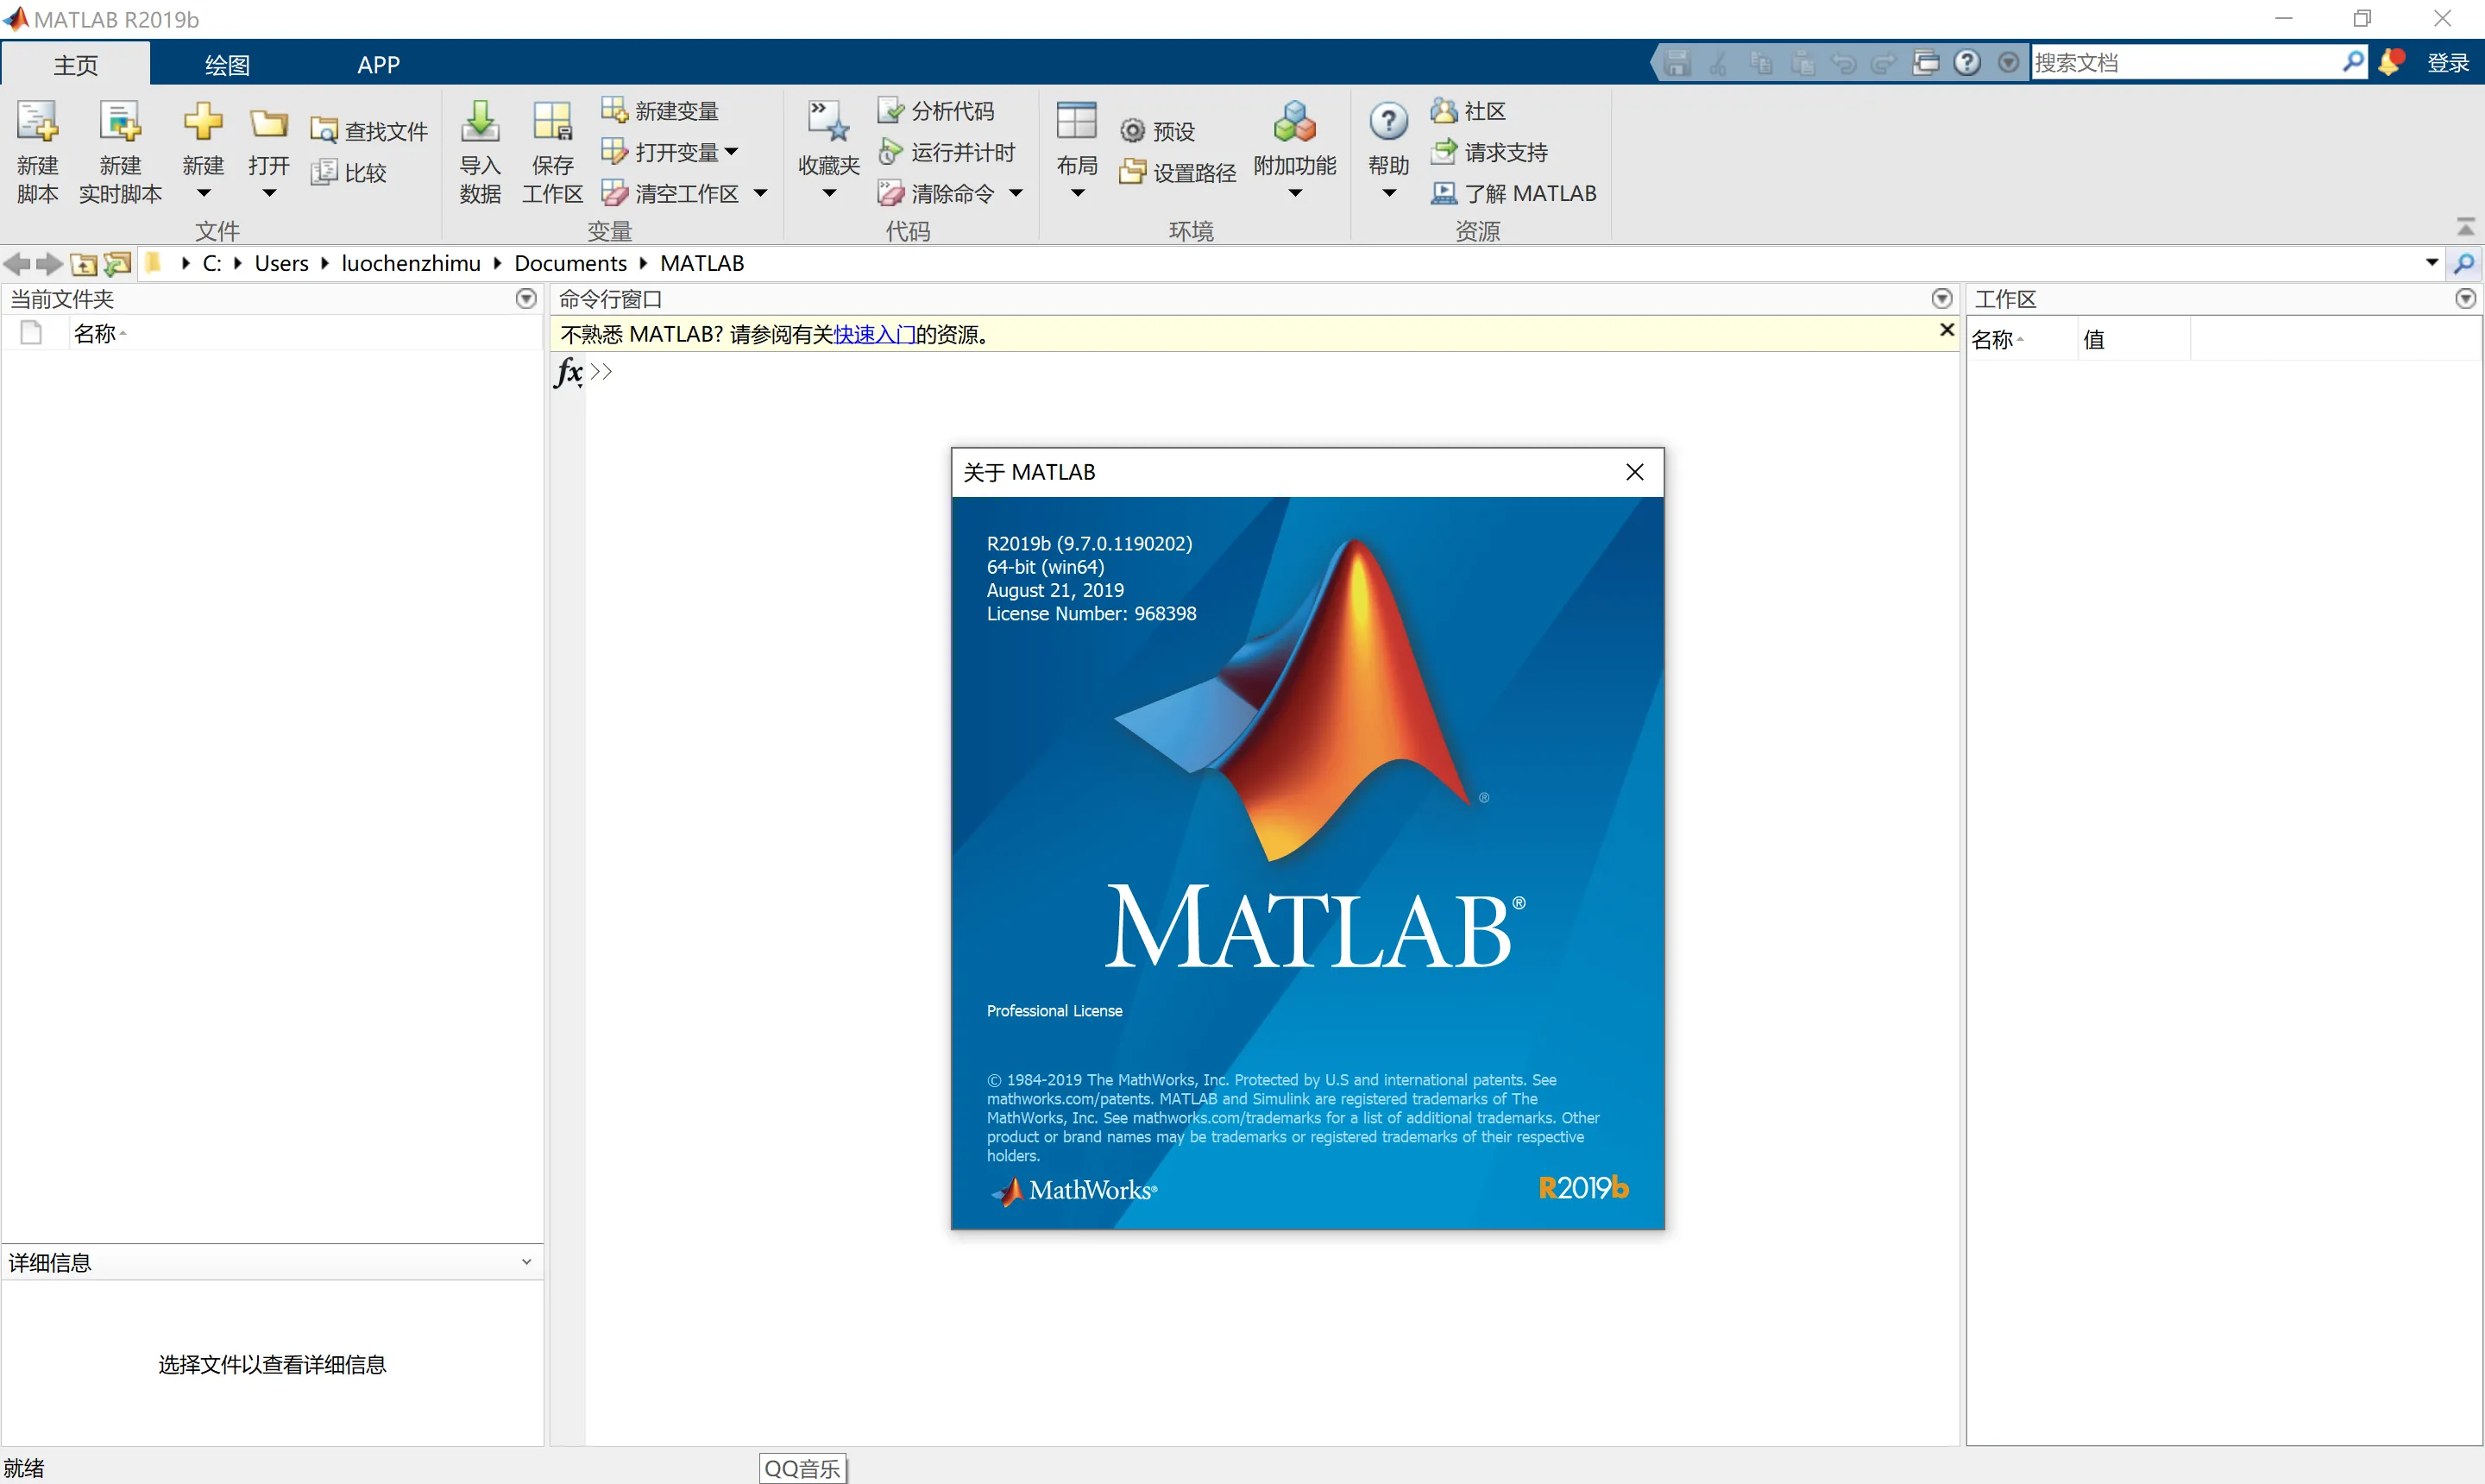 MATLAB R2019b
主页 绘图 APP 搜索文档 登录
新建
脚本
新建
实时脚本
新建
打开
查找文件
比较
文件
导入
数据
保存
工作区
新建变量
打开变量
清空工作区
变量
收藏夹
分析代码
运行并计时
清除命令
代码
布局
预设
设置路径
附加功能
环境
帮助
社区
请求支持
了解 MATLAB
资源
C: Users luochenzhimu Documents MATLAB
当前文件夹
名称
命令行窗口
不熟悉 MATLAB? 请参阅有关快速入门的资源。
fx >>
工作区
名称 值
关于 MATLAB
R2019b (9.7.0.1190202)
64-bit (win64)
August 21, 2019
License Number: 968398
®
MATLAB®
Professional License
© 1984-2019 The MathWorks, Inc. Protected by U.S and international patents. See
mathworks.com/patents. MATLAB and Simulink are registered trademarks of The
MathWorks, Inc. See mathworks.com/trademarks for a list of additional trademarks. Other
product or brand names may be trademarks or registered trademarks of their respective
holders.
MathWorks®
R2019b
详细信息
选择文件以查看详细信息
就绪
QQ音乐